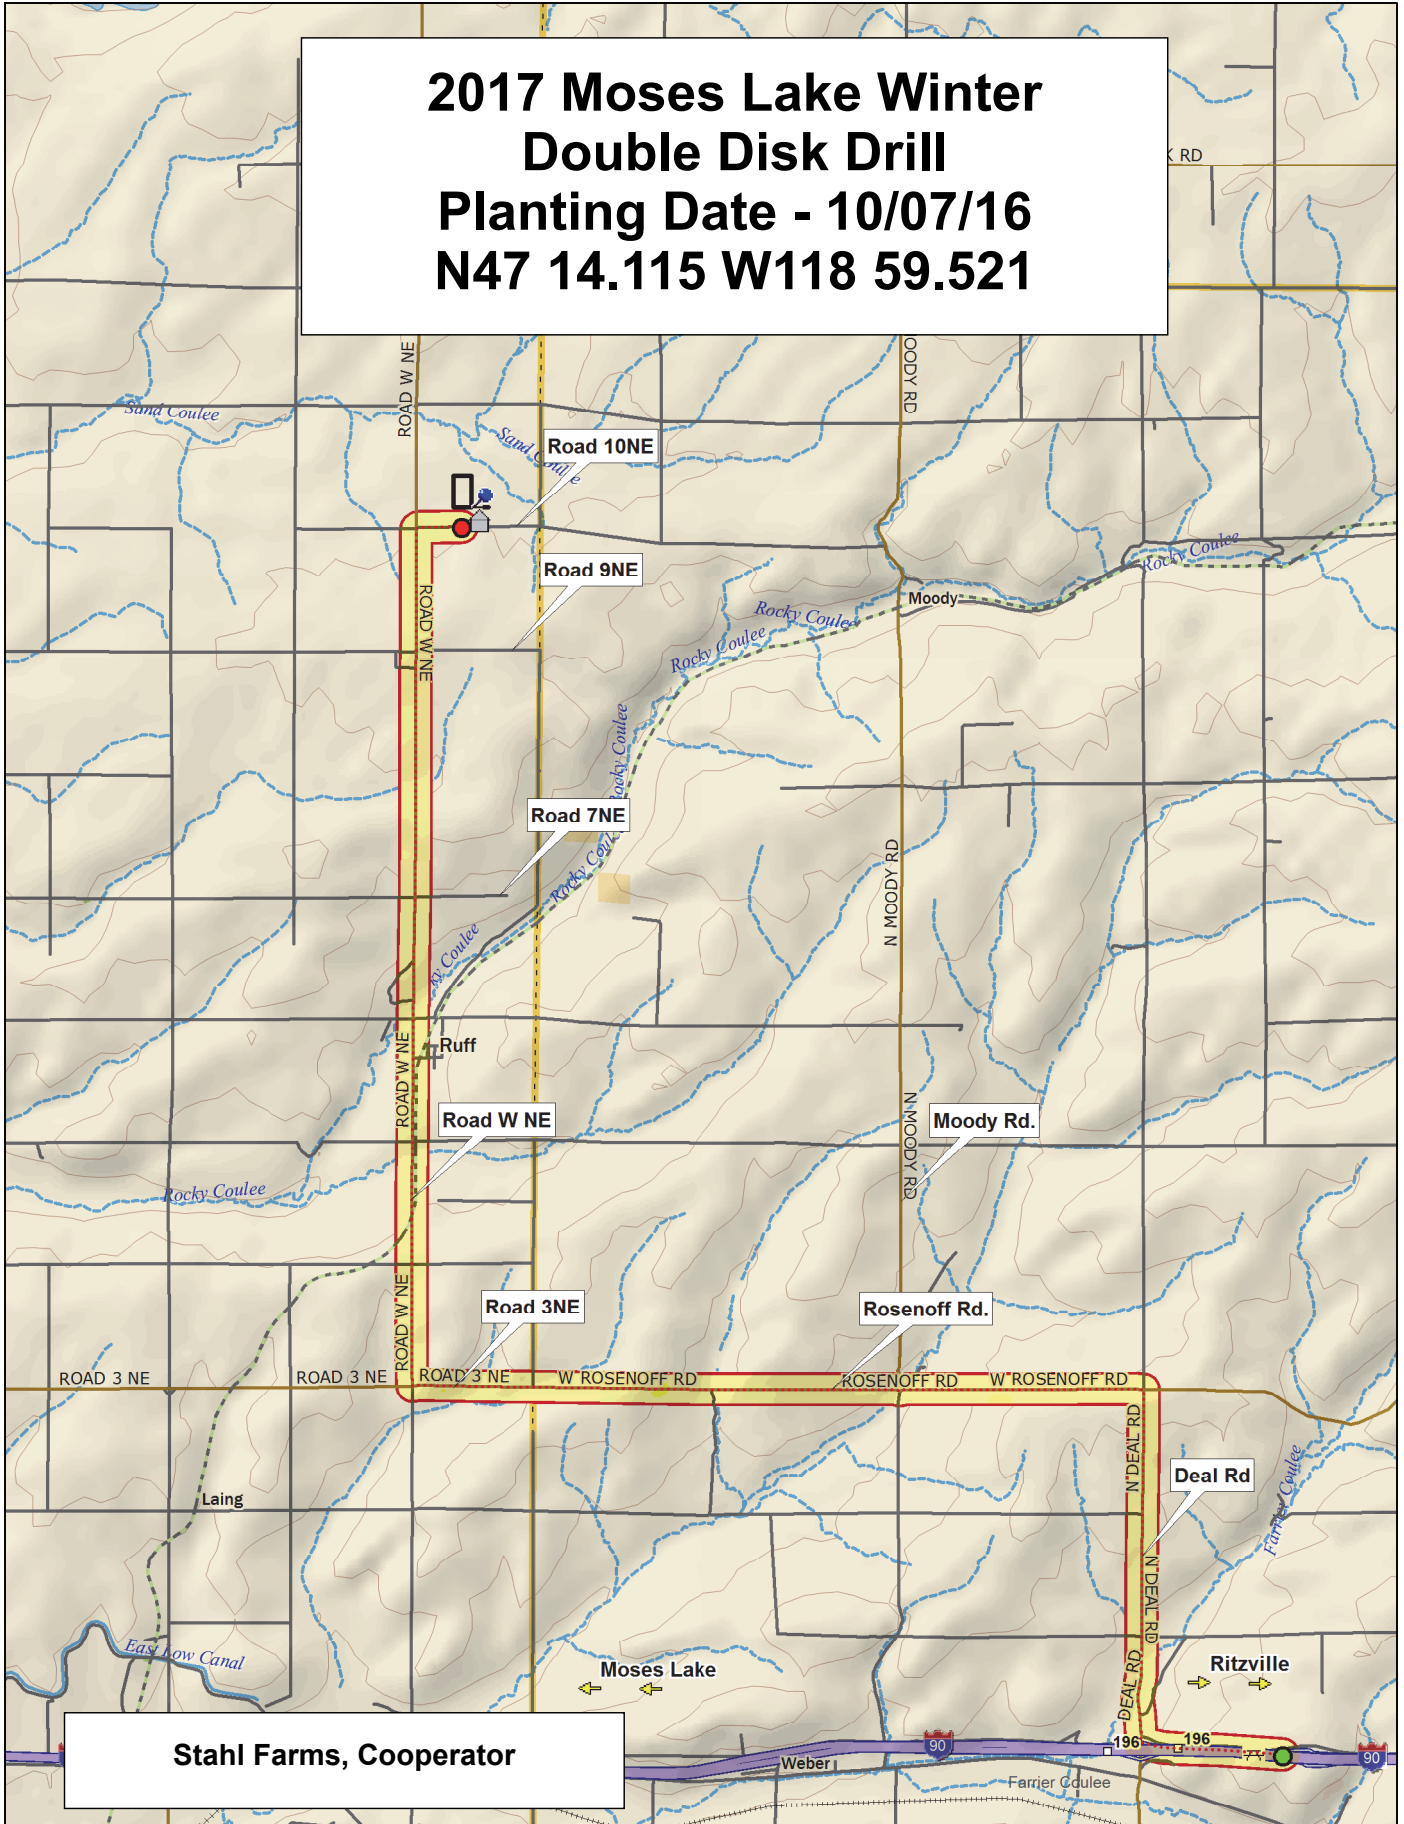 2017 Moses Lake Winter
Double Disk Drill
Planting Date - 10/07/16
N47 14.115 W118 59.521
K RD
ROAD W NE
OODY RD
Sand Coulee
Sand Coulee
Road 10NE
Rocky Coulee
Road 9NE
ROAD W NE
Moody
Rocky Coulee
Rocky Coulee
Rocky Coulee
Road 7NE
Rocky Coulee
N MOODY RD
ky Coulee
Ruff
ROAD W NE
Road W NE
N MOODY RD
Moody Rd.
Rocky Coulee
ROAD W NE
Road 3NE
Rosenoff Rd.
ROAD 3 NE
ROAD 3 NE
ROAD 3 NE
W ROSENOFF RD
ROSENOFF RD
W ROSENOFF RD
N DEAL RD
Deal Rd
Farrier Coulee
Laing
N DEAL RD
East Low Canal
Moses Lake
Ritzville
DEAL RD
Stahl Farms, Cooperator
90
196
196
90
Weber
Farrier Coulee